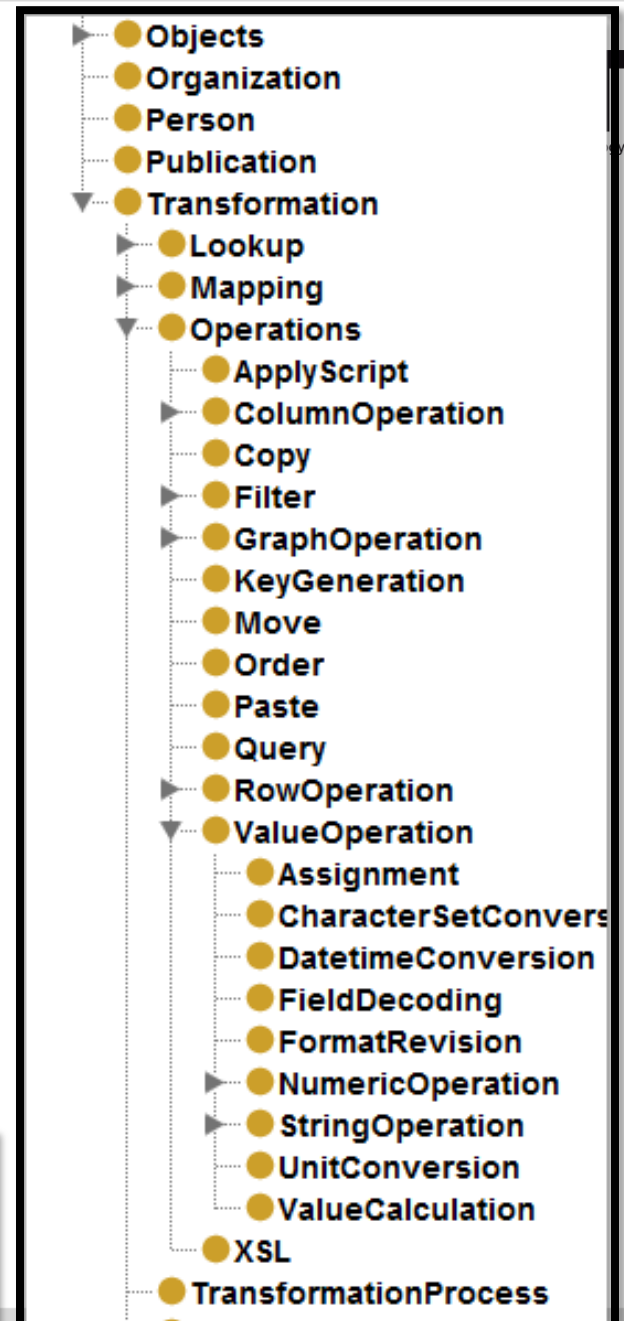 Objects
Organization
Person
Publication
Transformation
Lookup
Mapping
Operations
ApplyScript
ColumnOperation
Copy
Filter
GraphOperation
KeyGeneration
Move
Order
Paste
Query
RowOperation
ValueOperation
Assignment
CharacterSetConvers
DatetimeConversion
FieldDecoding
FormatRevision
NumericOperation
StringOperation
UnitConversion
ValueCalculation
XSL
TransformationProcess